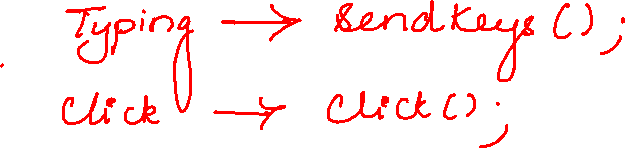 Typing → Sendkeys();
Click → Click();